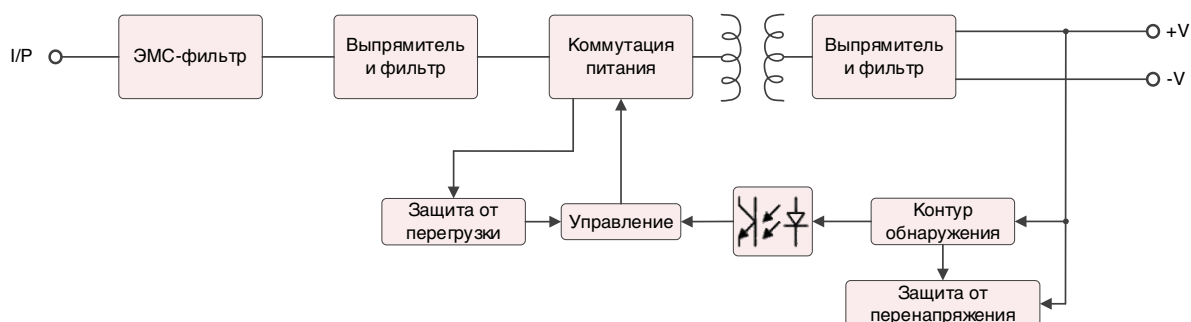 I/P
ЭМС-фильтр
Выпрямитель
и фильтр
Коммутация
питания
Выпрямитель
и фильтр
+V
-V
Защита от
перегрузки
Управление
Контур
обнаружения
Защита от
перенапряжения